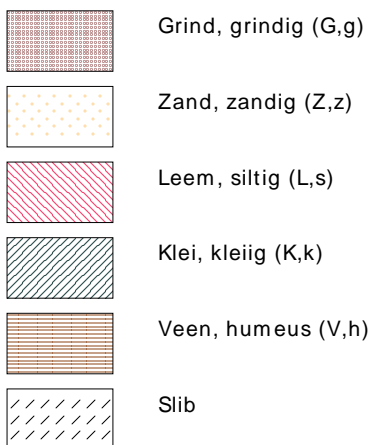 Grind, grindig (G,g)
Zand, zandig (Z,z)
Leem, siltig (L,s)
Klei, kleiig (K,k)
Veen, humeus (V,h)
Slib